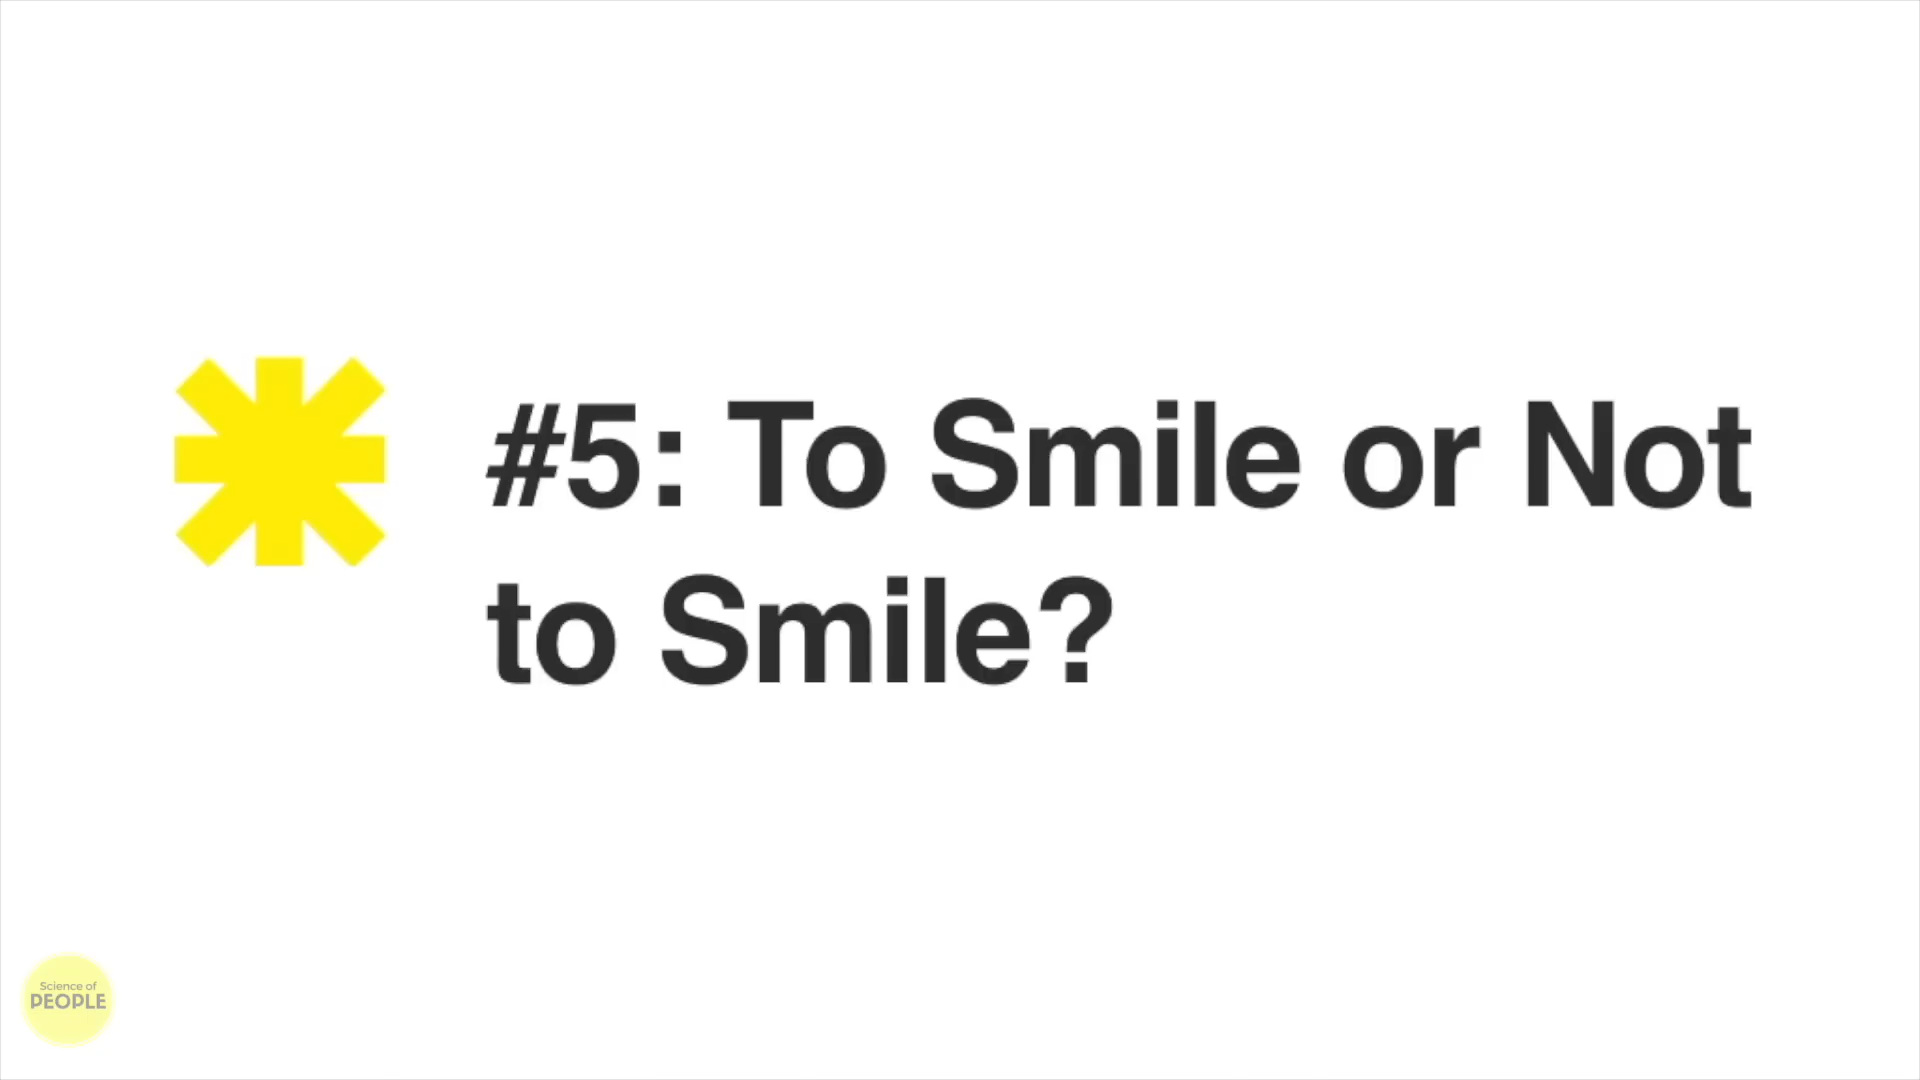 #5: To Smile or Not
to Smile?
Science of
PEOPLE